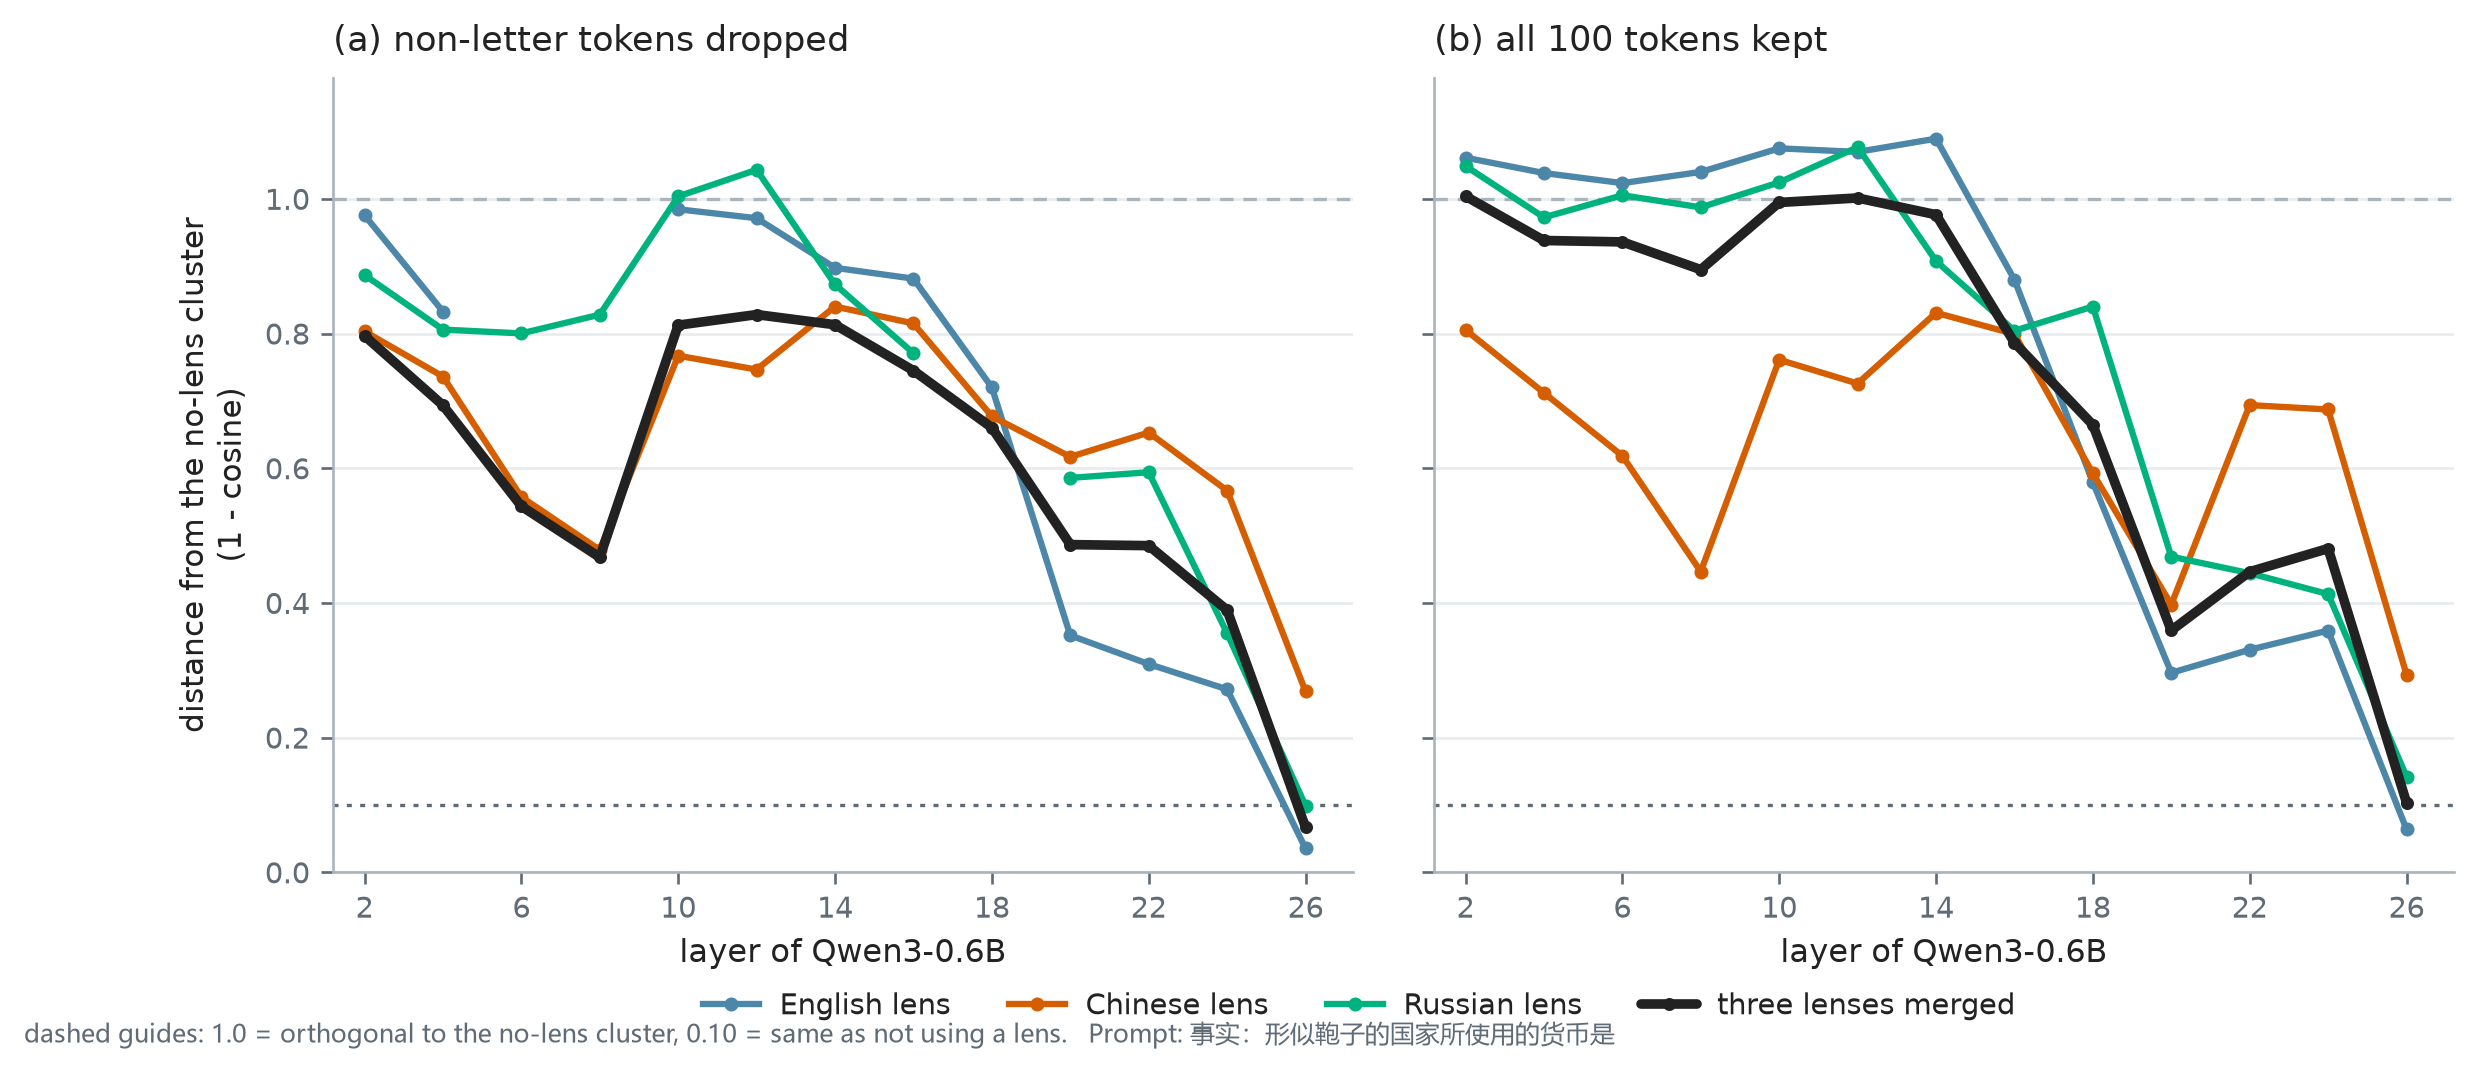 (a) non-letter tokens dropped
(b) all 100 tokens kept
distance from the no-lens cluster
(1 - cosine)
1.0
0.8
0.6
0.4
0.2
0.0
2 6 10 14 18 22 26
2 6 10 14 18 22 26
layer of Qwen3-0.6B
layer of Qwen3-0.6B
English lens Chinese lens Russian lens three lenses merged
dashed guides: 1.0 = orthogonal to the no-lens cluster, 0.10 = same as not using a lens. Prompt: 事实：形似鞄子的国家所使用的货币是